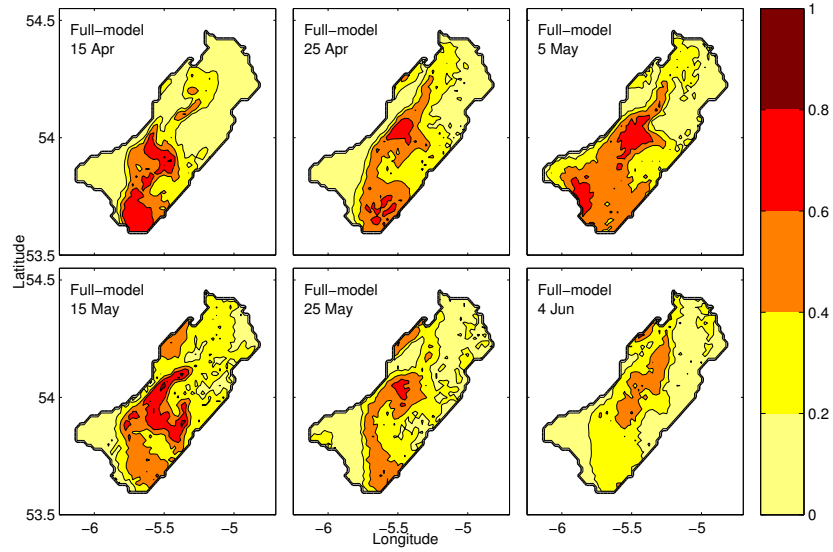 54.5
Full−model
15 Apr
Full−model
25 Apr
Full−model
5 May
1
0.8
54
0.6
53.5
Latitude
54.5
Full−model
15 May
Full−model
25 May
Full−model
4 Jun
0.4
54
0.2
53.5
0
−6 −5.5 −5 −6 −5.5 −5 −6 −5.5 −5
Longitude